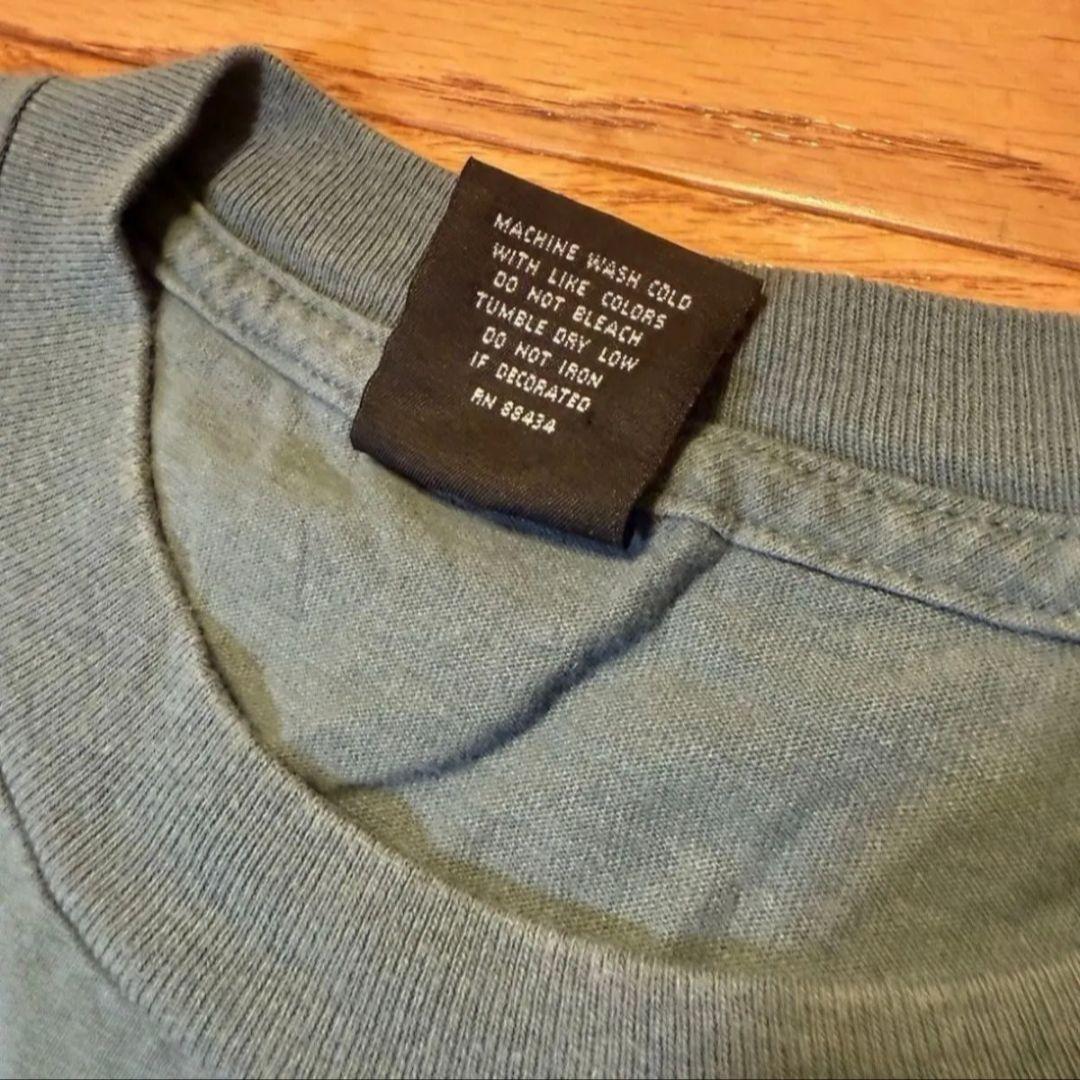 MACHINE WASH COLD
WITH LIKE COLORS
DO NOT BLEACH
TUMBLE DRY LOW
DO NOT IRON
IF DECORATED
RN 88434